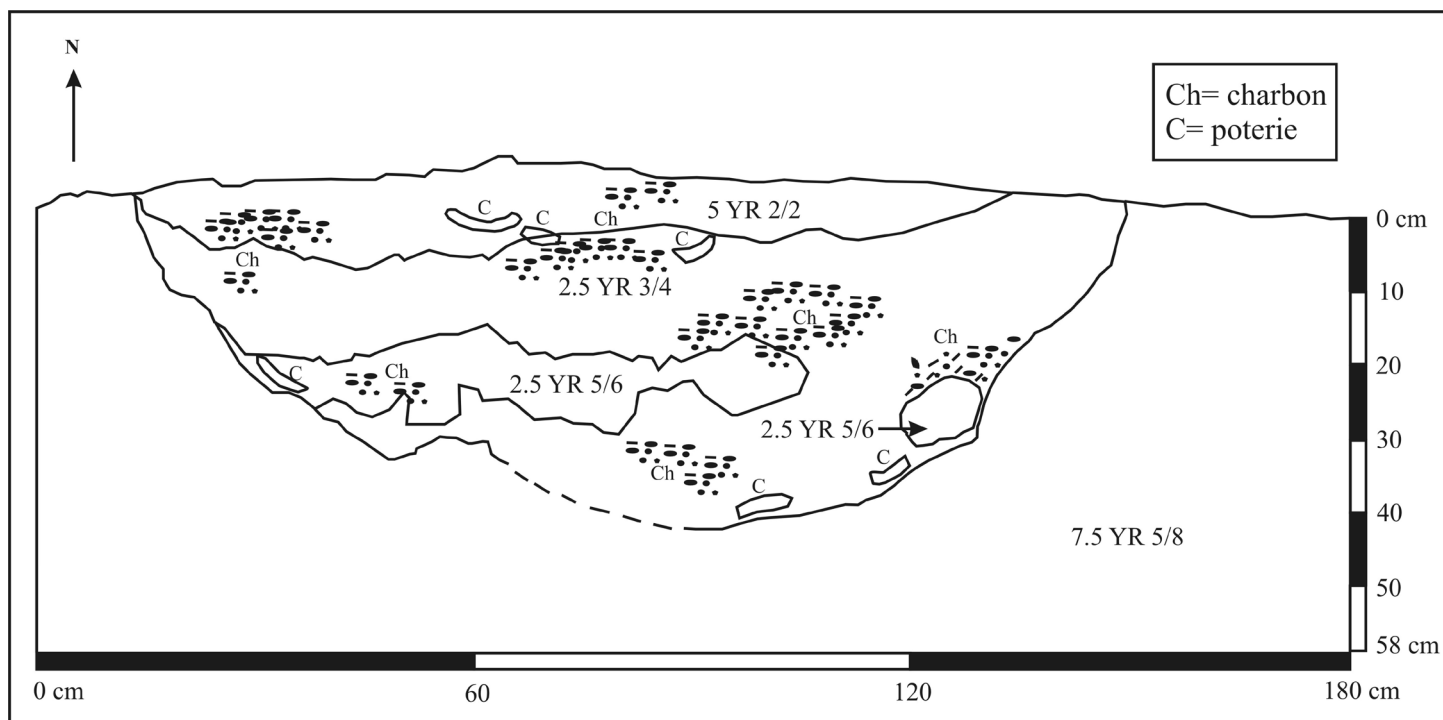 N
Ch= charbon
C= poterie
C
C
Ch
5 YR 2/2
C
0 cm
Ch
2.5 YR 3/4
10
Ch
Ch
20
C
Ch
2.5 YR 5/6
2.5 YR 5/6
30
Ch
C
C
40
7.5 YR 5/8
50
58 cm
0 cm
60
120
180 cm